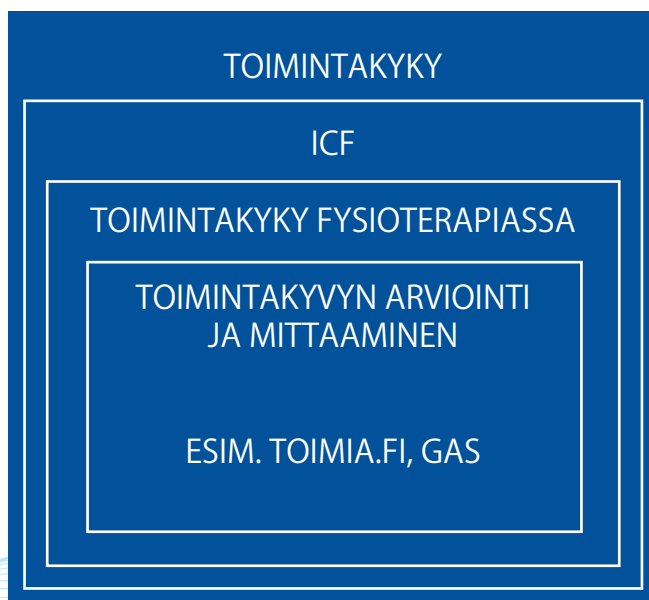 TOIMINTAKYKY
ICF
TOIMINTAKYKY FYSIOTERAPIASSA
TOIMINTAKYVYN ARVIOINTI
JA MITTAAMINEN
ESIM. TOIMIA.FI, GAS